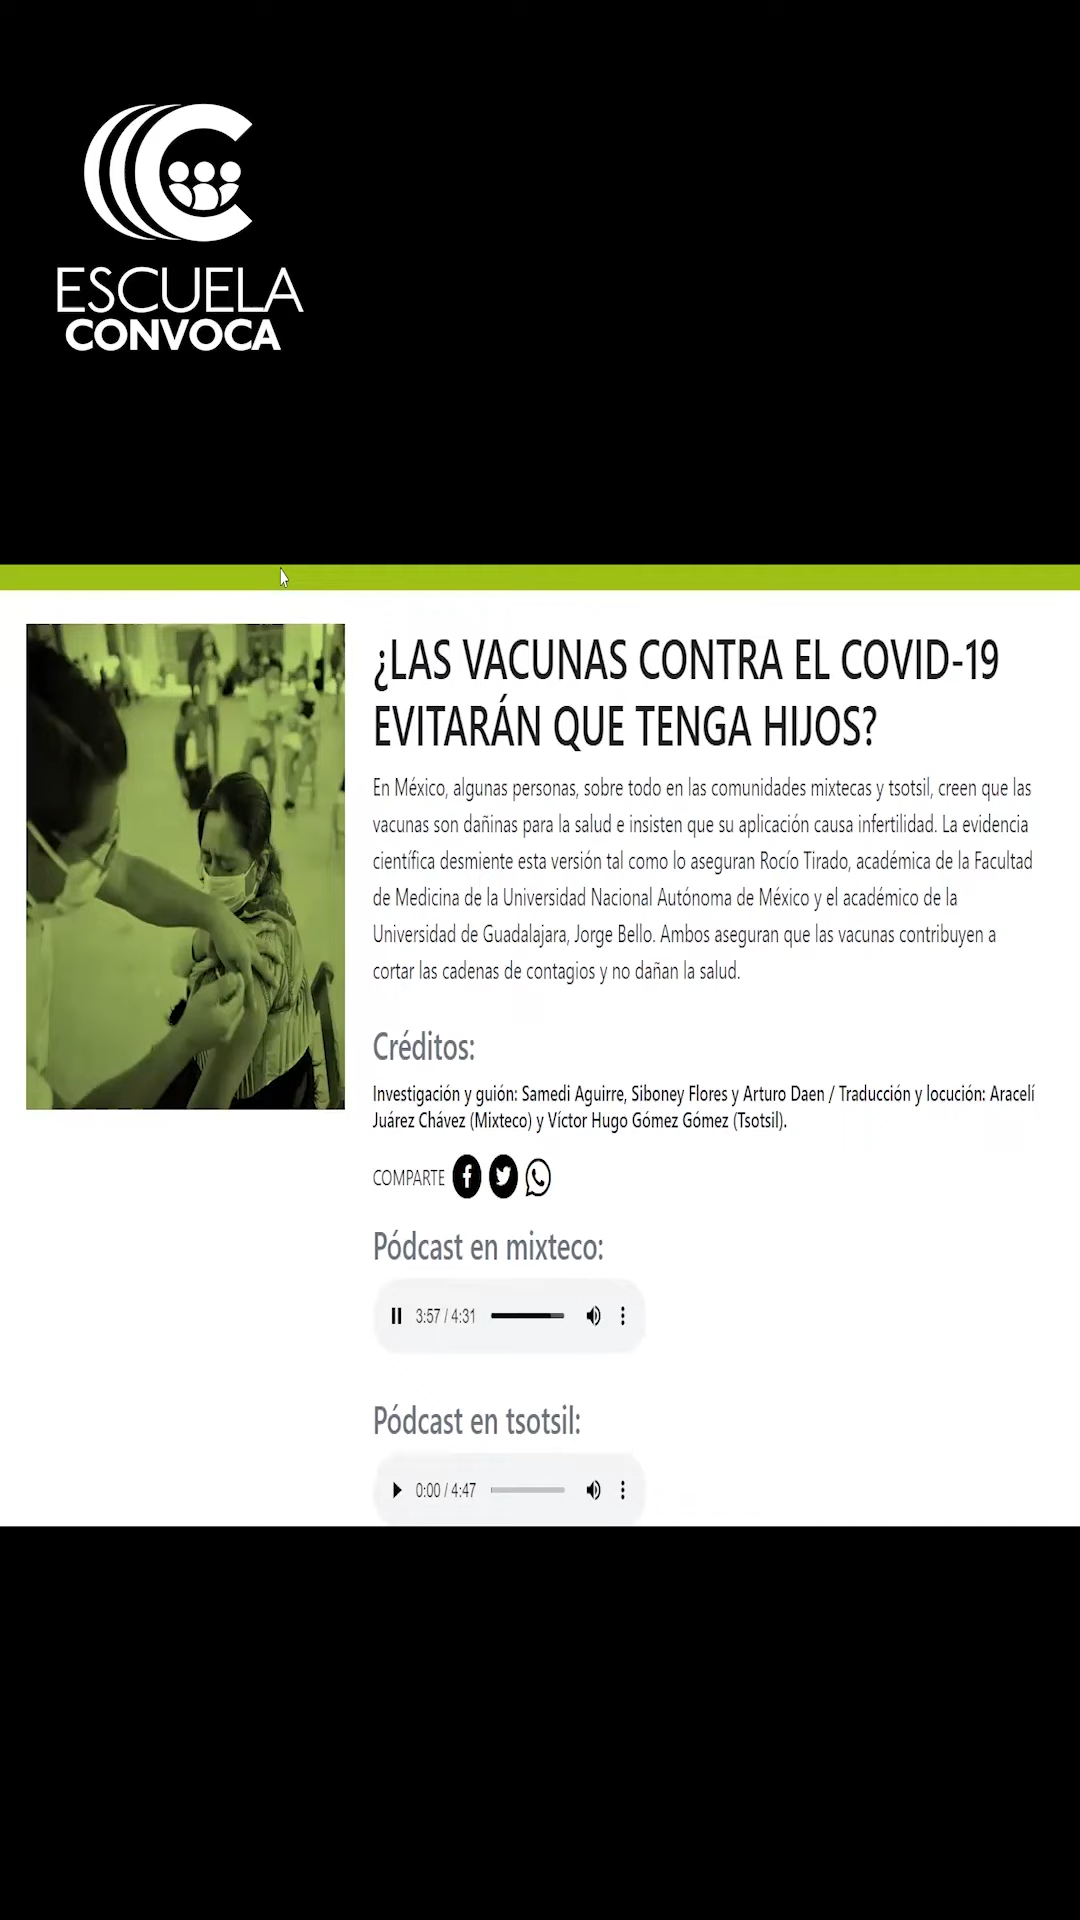 ESCUELA
CONVOCA
¿LAS VACUNAS CONTRA EL COVID-19
EVITARÁN QUE TENGA HIJOS?
En México, algunas personas, sobre todo en las comunidades mixtecas y tsotsil, creen que las
vacunas son dañinas para la salud e insisten que su aplicación causa infertilidad. La evidencia
científica desmiente esta versión tal como lo aseguran Rocío Tirado, académica de la Facultad
de Medicina de la Universidad Nacional Autónoma de México y el académico de la
Universidad de Guadalajara, Jorge Bello. Ambos aseguran que las vacunas contribuyen a
cortar las cadenas de contagios y no dañan la salud.
Créditos:
Investigación y guión: Samedi Aguirre, Siboney Flores y Arturo Daen / Traducción y locución: Aracelí
Juárez Chávez (Mixteco) y Víctor Hugo Gómez Gómez (Tsotsil).
COMPARTE
Pódcast en mixteco:
3:57 / 4:31
Pódcast en tsotsil:
0:00 / 4:47